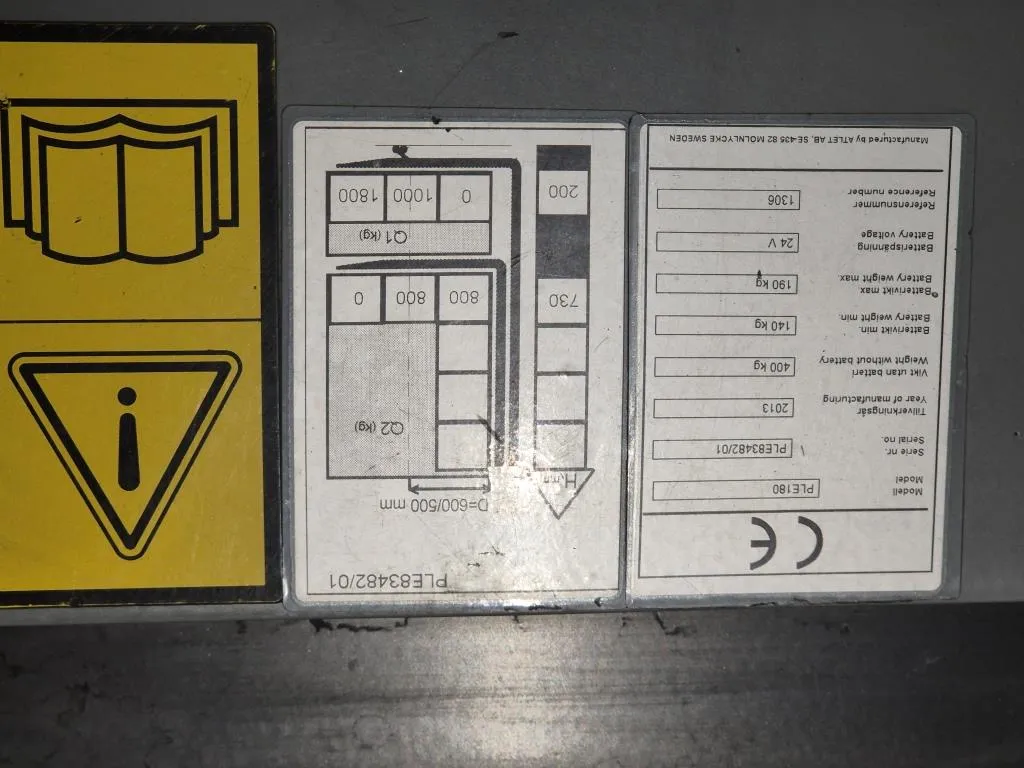 CE
Modell
Model
PLE180
Serie nr.
Serial no.
PLE83482/01
Tillverkningsår
Year of manufacturing
2013
Vikt utan batteri
Weight without battery
400 kg
Batterivikt min.
Battery weight min.
140 kg
Batterivikt max
Battery weight max.
190 kg
Batterispänning
Battery voltage
24 V
Referensnummer
Reference number
1306
Manufactured by ATLET AB, SE-435 82 MÖLNLYCKE SWEDEN
PLE83482/01
D=600/500 mm
H,mm
Q2 (kg)
730 800 800 0
Q1 (kg)
200 0 1000 1800